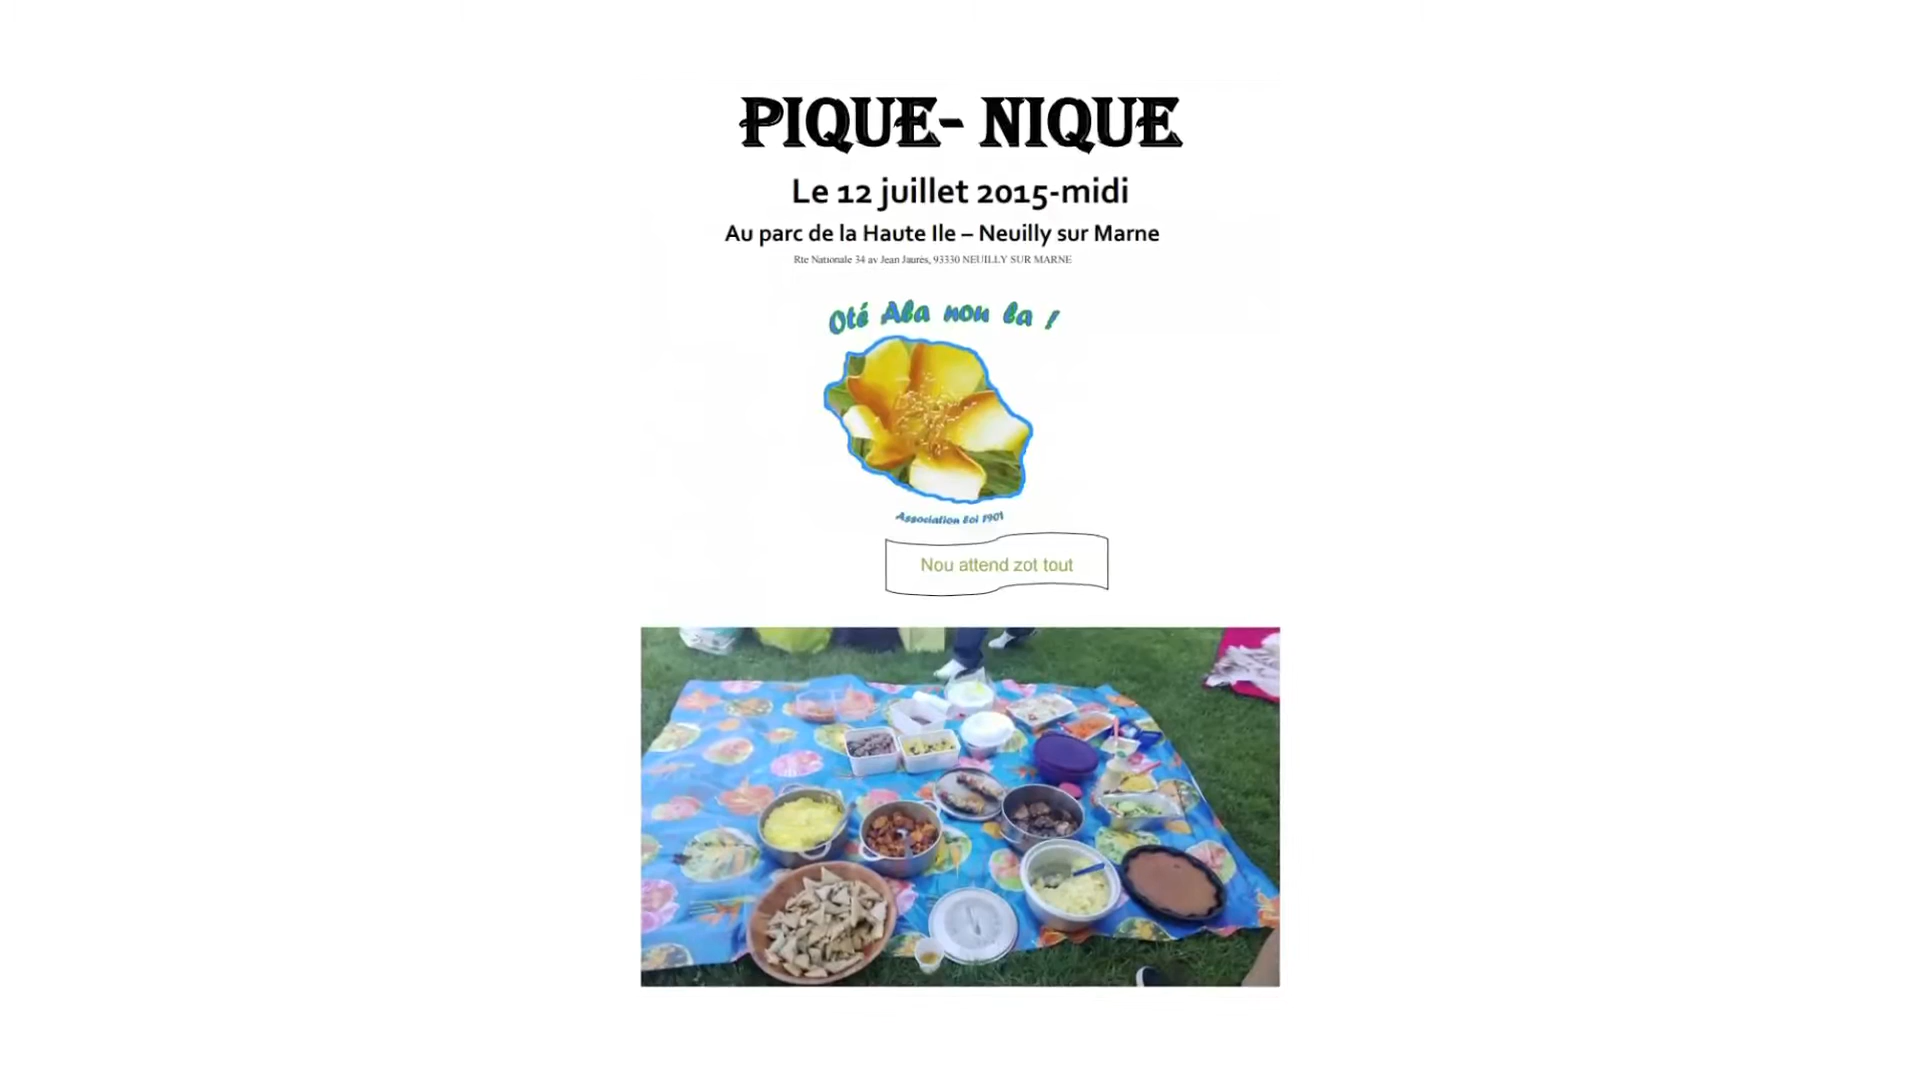 PIQUE- NIQUE
Le 12 juillet 2015-midi
Au parc de la Haute Ile – Neuilly sur Marne
Rte Nationale 34 av Jean Jaurès, 93330 NEUILLY SUR MARNE
Oté Ala nou la !
Association Loi 1901
Nou attend zot tout